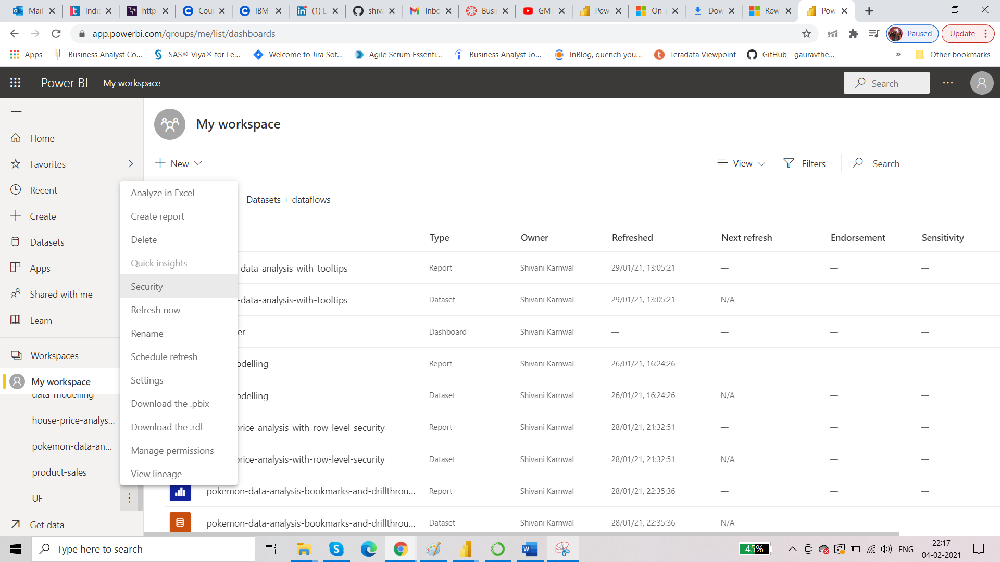 Mail
India
http
Cour
IBM
(1) L
shiva
Inbo
Busi
GMT
Powe
On-p
Dow
Row
Pow
app.powerbi.com/groups/me/list/dashboards
Paused
Update
Apps
Business Analyst Co...
SAS® Viya® for Le...
Welcome to Jira Sof...
Agile Scrum Essenti...
Business Analyst Jo...
InBlog, quench you...
Teradata Viewpoint
GitHub - gauravthe...
»
Other bookmarks
Power BI
My workspace
Search
My workspace
Home
Favorites
New
View
Filters
Search
Recent
Create
Datasets
Apps
Shared with me
Learn
Workspaces
My workspace
data_modelling
house-price-analys...
pokemon-data-an...
product-sales
UF
Get data
Analyze in Excel
Create report
Delete
Quick insights
Security
Refresh now
Rename
Schedule refresh
Settings
Download the .pbix
Download the .rdl
Manage permissions
View lineage
Datasets + dataflows
Type Owner Refreshed Next refresh Endorsement Sensitivity
-data-analysis-with-tooltips Report Shivani Karnwal 29/01/21, 13:05:21 — — —
-data-analysis-with-tooltips Dataset Shivani Karnwal 29/01/21, 13:05:21 N/A — —
er Dashboard Shivani Karnwal — — — —
odelling Report Shivani Karnwal 26/01/21, 16:24:26 — — —
odelling Dataset Shivani Karnwal 26/01/21, 16:24:26 N/A — —
price-analysis-with-row-level-security Report Shivani Karnwal 28/01/21, 21:32:51 — — —
price-analysis-with-row-level-security Dataset Shivani Karnwal 28/01/21, 21:32:51 N/A — —
pokemon-data-analysis-bookmarks-and-drillthrou... Report Shivani Karnwal 28/01/21, 22:35:36 — — —
pokemon-data-analysis-bookmarks-and-drillthrou... Dataset Shivani Karnwal 28/01/21, 22:35:36 N/A — —
Type here to search
45%
ENG
22:17
04-02-2021